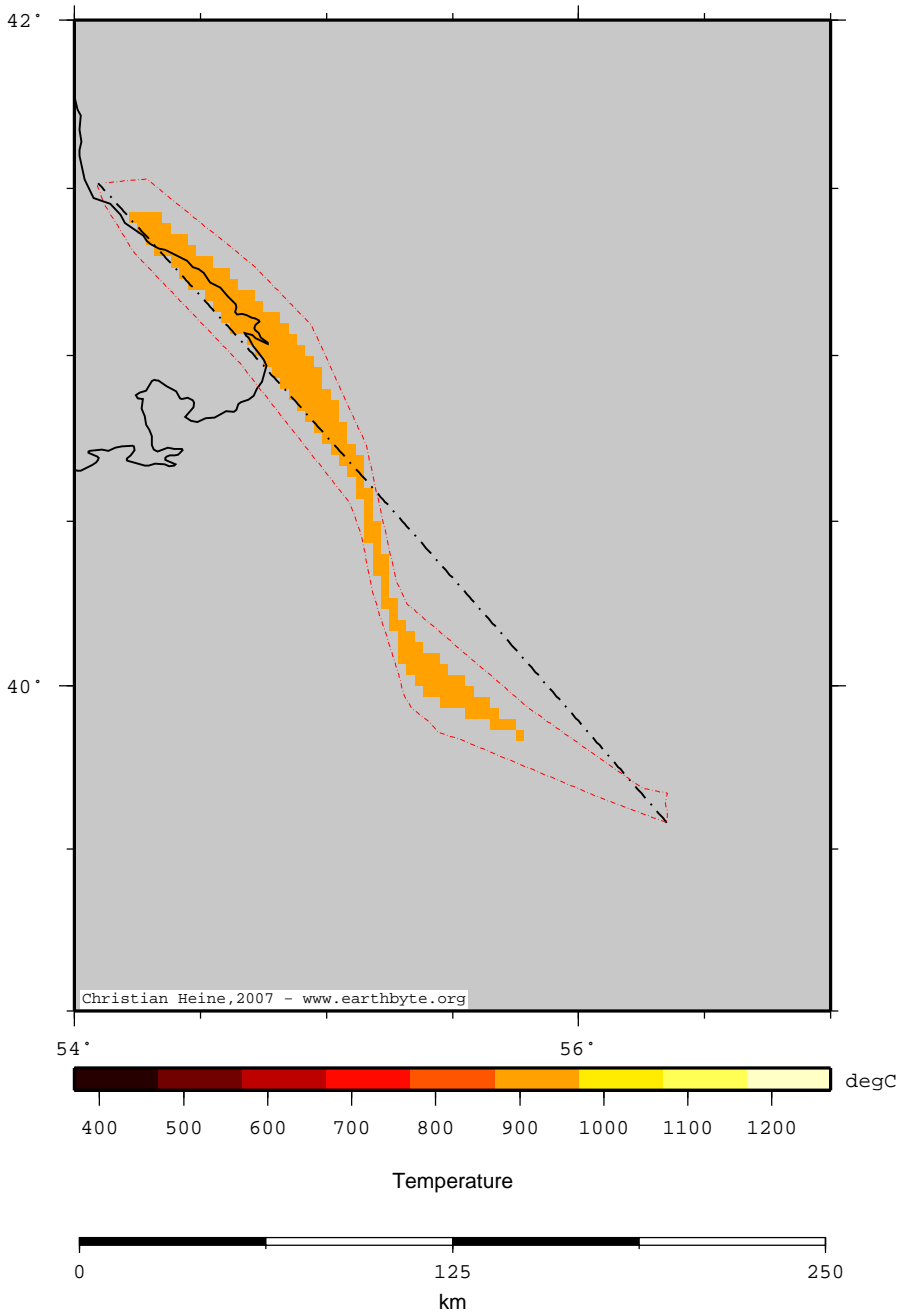 42°
40°
Christian Heine,2007 - www.earthbyte.org
54° 56°
degC
400 500 600 700 800 900 1000 1100 1200
Temperature
0 125 250
km